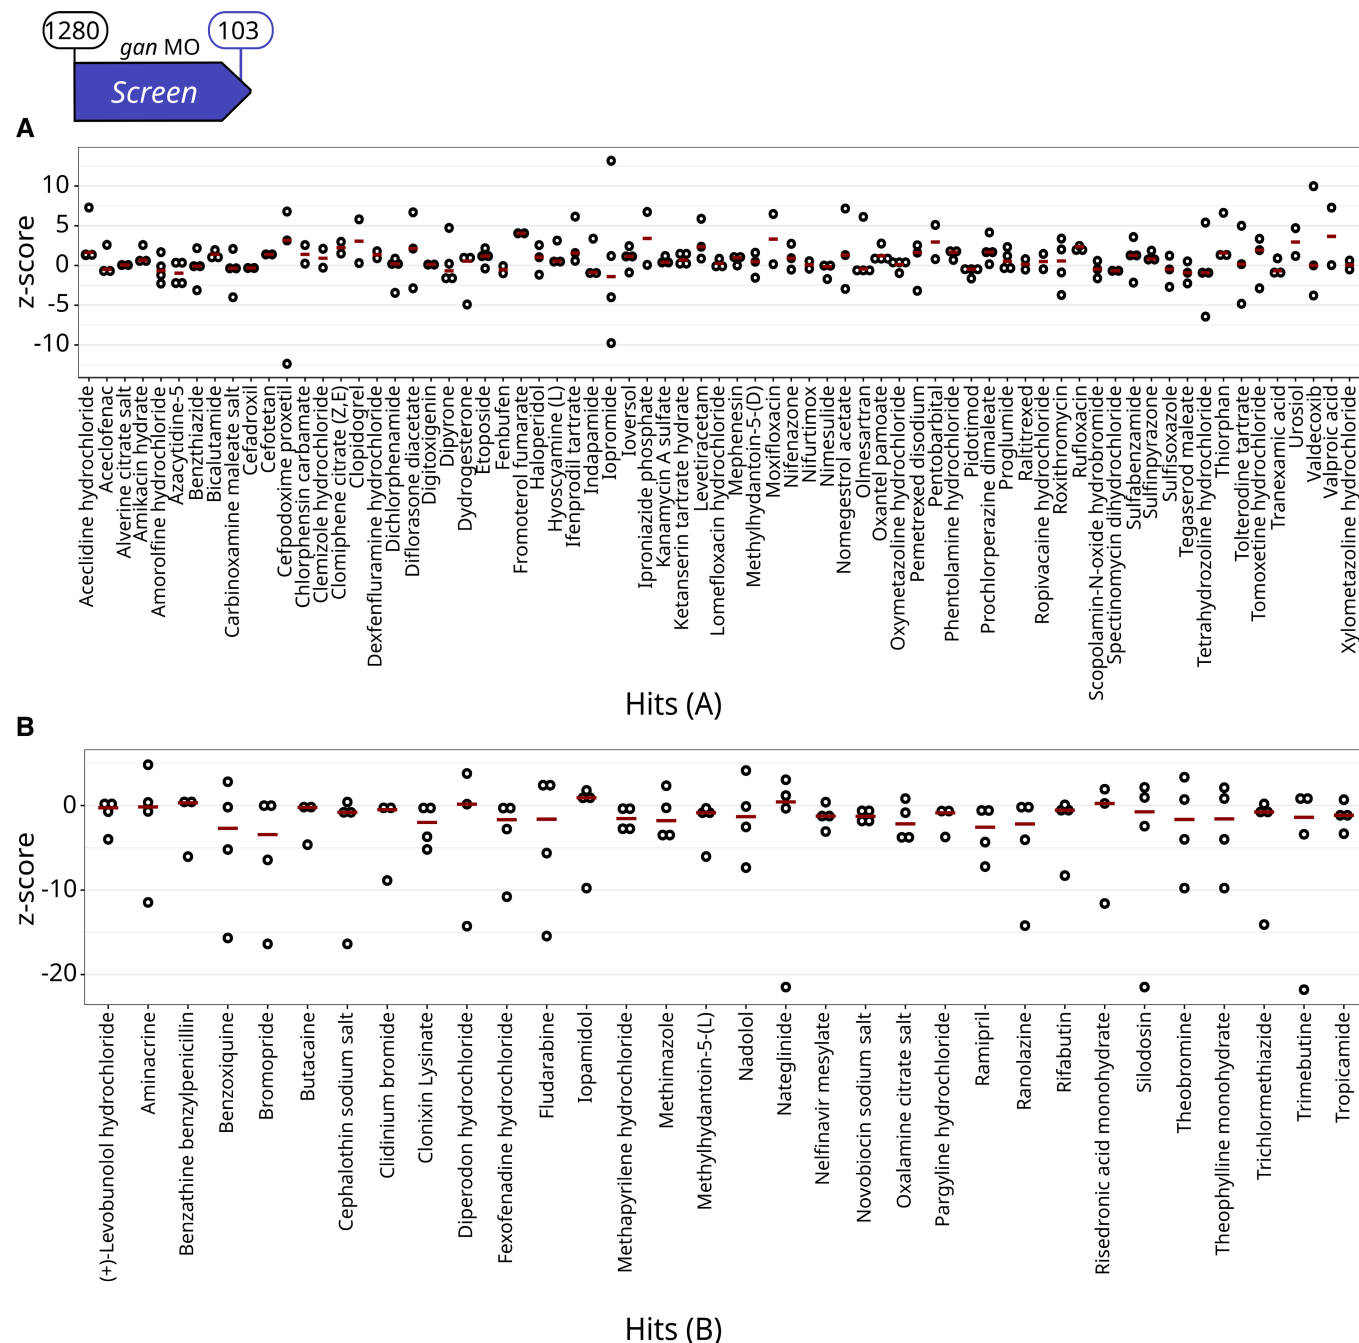 1280
gan MO
103
Screen
A
z-score
10
5
0
-5
-10
Aceclidine hydrochloride
Aceclofenac
Alverine citrate salt
Amikacin hydrate
Amorolfine hydrochloride
Azacytidine-5
Benzthiazide
Bicalutamide
Carbinoxamine maleate salt
Cefadroxil
Cefotetan
Cefpodoxime proxetil
Chlorphensin carbamate
Clemizole hydrochloride
Clomiphene citrate (Z,E)
Clopidogrel
Dexfenfluramine hydrochloride
Dichlorphenamide
Diflorasone diacetate
Digitoxigenin
Dipyrone
Dydrogesterone
Etoposide
Fenbufen
Fromoterol fumarate
Haloperidol
Hyoscyamine (L)
Ifenprodil tartrate
Indapamide
Iopromide
Ioversol
Iproniazide phosphate
Kanamycin A sulfate
Ketanserin tartrate hydrate
Levetiracetam
Lomefloxacin hydrochloride
Mephenesin
Methylhydantoin-5-(D)
Moxifloxacin
Nifenazone
Nifurtimox
Nimesulide
Nomegestrol acetate
Olmesartran
Oxantel pamoate
Oxymetazoline hydrochloride
Pemetrexed disodium
Pentobarbital
Phentolamine hydrochloride
Pidotimod
Prochlorperazine dimaleate
Proglumide
Raltitrexed
Ropivacaine hydrochloride
Roxithromycin
Rufloxacin
Scopolamin-N-oxide hydrobromide
Spectinomycin dihydrochloride
Sulfabenzamide
Sulfinpyrazone
Sulfisoxazole
Tegaserod maleate
Tetrahydrozoline hydrochloride
Thiorphan
Tolterodine tartrate
Tomoxetine hydrochloride
Tranexamic acid
Urosiol
Valdecoxib
Valproic acid
Xylometazoline hydrochloride
Hits (A)
B
z-score
0
-10
-20
(+)-Levobunolol hydrochloride
Aminacrine
Benzathine benzylpenicillin
Benzoxiquine
Bromopride
Butacaine
Cephalothin sodium salt
Clidinium bromide
Clonixin Lysinate
Diperodon hydrochloride
Fexofenadine hydrochloride
Fludarabine
Iopamidol
Methapyrilene hydrochloride
Methimazole
Methylhydantoin-5-(L)
Nadolol
Nateglinide
Nelfinavir mesylate
Novobiocin sodium salt
Oxalamine citrate salt
Pargyline hydrochloride
Ramipril
Ranolazine
Rifabutin
Risedronic acid monohydrate
Silodosin
Theobromine
Theophylline monohydrate
Trichlormethiazide
Trimebutine
Tropicamide
Hits (B)